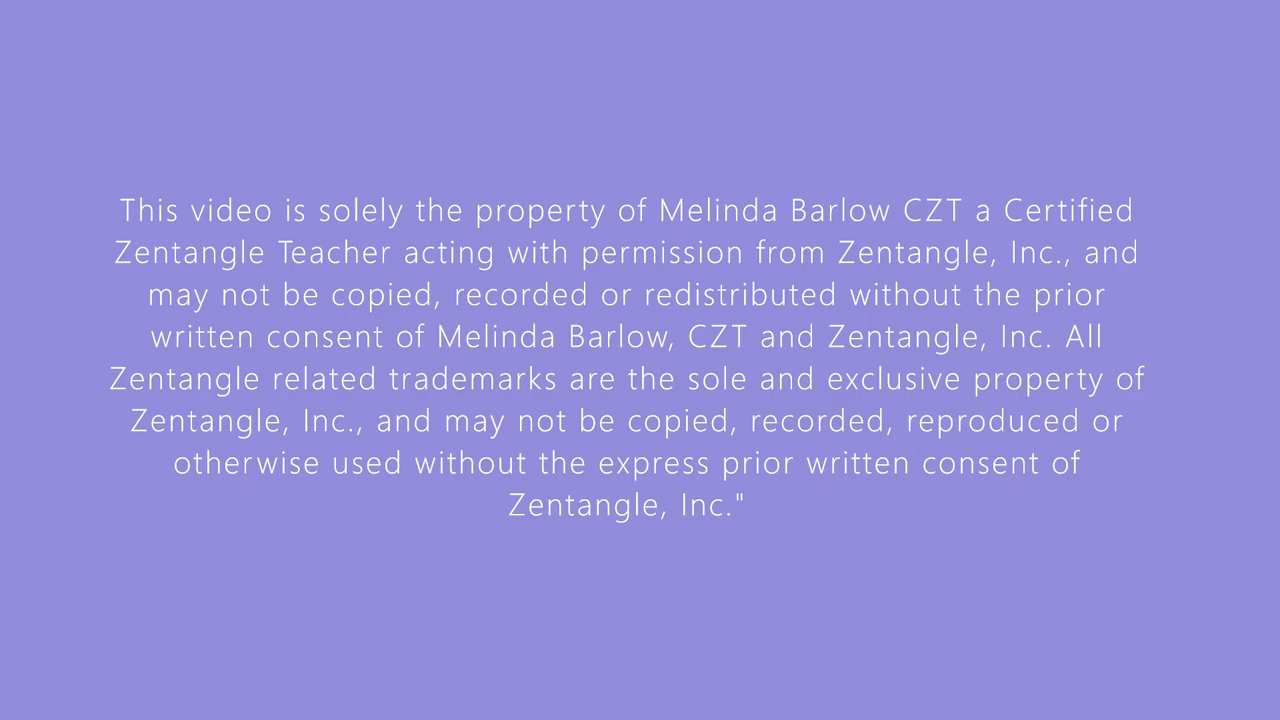 This video is solely the property of Melinda Barlow CZT a Certified
Zentangle Teacher acting with permission from Zentangle, Inc., and
may not be copied, recorded or redistributed without the prior
written consent of Melinda Barlow, CZT and Zentangle, Inc. All
Zentangle related trademarks are the sole and exclusive property of
Zentangle, Inc., and may not be copied, recorded, reproduced or
otherwise used without the express prior written consent of
Zentangle, Inc."